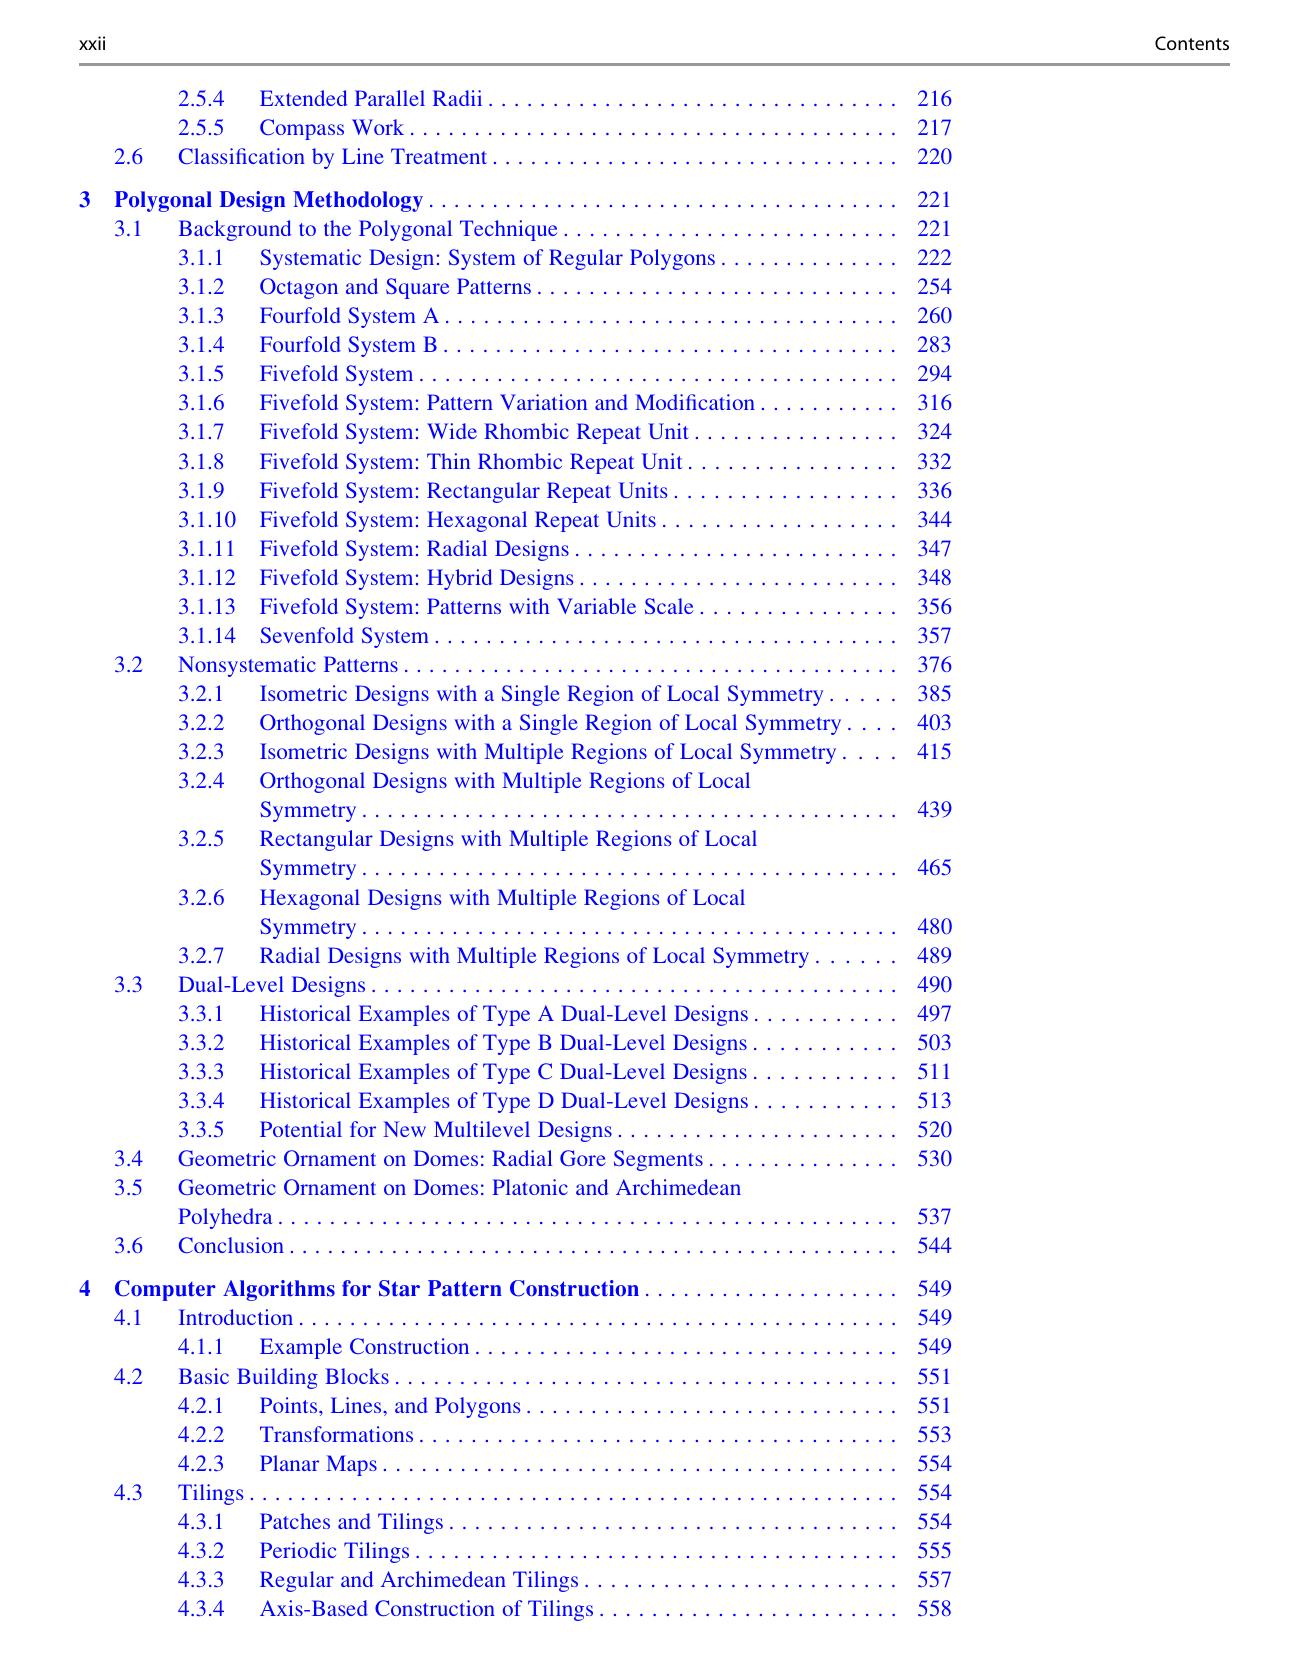 xxii Contents
2.5.4 Extended Parallel Radii . . . . . . . . . . . . . . . . . . . . . . . . . . . . . . . . 216
2.5.5 Compass Work . . . . . . . . . . . . . . . . . . . . . . . . . . . . . . . . . . . . . . 217
2.6 Classification by Line Treatment . . . . . . . . . . . . . . . . . . . . . . . . . . . . . . . . 220
3 Polygonal Design Methodology . . . . . . . . . . . . . . . . . . . . . . . . . . . . . . . . . . . . . 221
3.1 Background to the Polygonal Technique . . . . . . . . . . . . . . . . . . . . . . . . . . 221
3.1.1 Systematic Design: System of Regular Polygons . . . . . . . . . . . . . . 222
3.1.2 Octagon and Square Patterns . . . . . . . . . . . . . . . . . . . . . . . . . . . . 254
3.1.3 Fourfold System A . . . . . . . . . . . . . . . . . . . . . . . . . . . . . . . . . . . 260
3.1.4 Fourfold System B . . . . . . . . . . . . . . . . . . . . . . . . . . . . . . . . . . . 283
3.1.5 Fivefold System . . . . . . . . . . . . . . . . . . . . . . . . . . . . . . . . . . . . . 294
3.1.6 Fivefold System: Pattern Variation and Modification . . . . . . . . . . . 316
3.1.7 Fivefold System: Wide Rhombic Repeat Unit . . . . . . . . . . . . . . . . 324
3.1.8 Fivefold System: Thin Rhombic Repeat Unit . . . . . . . . . . . . . . . . 332
3.1.9 Fivefold System: Rectangular Repeat Units . . . . . . . . . . . . . . . . . 336
3.1.10 Fivefold System: Hexagonal Repeat Units . . . . . . . . . . . . . . . . . . 344
3.1.11 Fivefold System: Radial Designs . . . . . . . . . . . . . . . . . . . . . . . . . 347
3.1.12 Fivefold System: Hybrid Designs . . . . . . . . . . . . . . . . . . . . . . . . 348
3.1.13 Fivefold System: Patterns with Variable Scale . . . . . . . . . . . . . . . 356
3.1.14 Sevenfold System . . . . . . . . . . . . . . . . . . . . . . . . . . . . . . . . . . . . 357
3.2 Nonsystematic Patterns . . . . . . . . . . . . . . . . . . . . . . . . . . . . . . . . . . . . . . 376
3.2.1 Isometric Designs with a Single Region of Local Symmetry . . . . . 385
3.2.2 Orthogonal Designs with a Single Region of Local Symmetry . . . . 403
3.2.3 Isometric Designs with Multiple Regions of Local Symmetry . . . . 415
3.2.4 Orthogonal Designs with Multiple Regions of Local
Symmetry . . . . . . . . . . . . . . . . . . . . . . . . . . . . . . . . . . . . . . . . . . 439
3.2.5 Rectangular Designs with Multiple Regions of Local
Symmetry . . . . . . . . . . . . . . . . . . . . . . . . . . . . . . . . . . . . . . . . . . 465
3.2.6 Hexagonal Designs with Multiple Regions of Local
Symmetry . . . . . . . . . . . . . . . . . . . . . . . . . . . . . . . . . . . . . . . . . . 480
3.2.7 Radial Designs with Multiple Regions of Local Symmetry . . . . . . 489
3.3 Dual-Level Designs . . . . . . . . . . . . . . . . . . . . . . . . . . . . . . . . . . . . . . . . . 490
3.3.1 Historical Examples of Type A Dual-Level Designs . . . . . . . . . . . 497
3.3.2 Historical Examples of Type B Dual-Level Designs . . . . . . . . . . . 503
3.3.3 Historical Examples of Type C Dual-Level Designs . . . . . . . . . . . 511
3.3.4 Historical Examples of Type D Dual-Level Designs . . . . . . . . . . . 513
3.3.5 Potential for New Multilevel Designs . . . . . . . . . . . . . . . . . . . . . . 520
3.4 Geometric Ornament on Domes: Radial Gore Segments . . . . . . . . . . . . . . . 530
3.5 Geometric Ornament on Domes: Platonic and Archimedean
Polyhedra . . . . . . . . . . . . . . . . . . . . . . . . . . . . . . . . . . . . . . . . . . . . . . . . 537
3.6 Conclusion . . . . . . . . . . . . . . . . . . . . . . . . . . . . . . . . . . . . . . . . . . . . . . . 544
4 Computer Algorithms for Star Pattern Construction . . . . . . . . . . . . . . . . . . . . 549
4.1 Introduction . . . . . . . . . . . . . . . . . . . . . . . . . . . . . . . . . . . . . . . . . . . . . . 549
4.1.1 Example Construction . . . . . . . . . . . . . . . . . . . . . . . . . . . . . . . . . 549
4.2 Basic Building Blocks . . . . . . . . . . . . . . . . . . . . . . . . . . . . . . . . . . . . . . . 551
4.2.1 Points, Lines, and Polygons . . . . . . . . . . . . . . . . . . . . . . . . . . . . . 551
4.2.2 Transformations . . . . . . . . . . . . . . . . . . . . . . . . . . . . . . . . . . . . . 553
4.2.3 Planar Maps . . . . . . . . . . . . . . . . . . . . . . . . . . . . . . . . . . . . . . . . 554
4.3 Tilings . . . . . . . . . . . . . . . . . . . . . . . . . . . . . . . . . . . . . . . . . . . . . . . . . . 554
4.3.1 Patches and Tilings . . . . . . . . . . . . . . . . . . . . . . . . . . . . . . . . . . . 554
4.3.2 Periodic Tilings . . . . . . . . . . . . . . . . . . . . . . . . . . . . . . . . . . . . . . 555
4.3.3 Regular and Archimedean Tilings . . . . . . . . . . . . . . . . . . . . . . . . 557
4.3.4 Axis-Based Construction of Tilings . . . . . . . . . . . . . . . . . . . . . . . 558